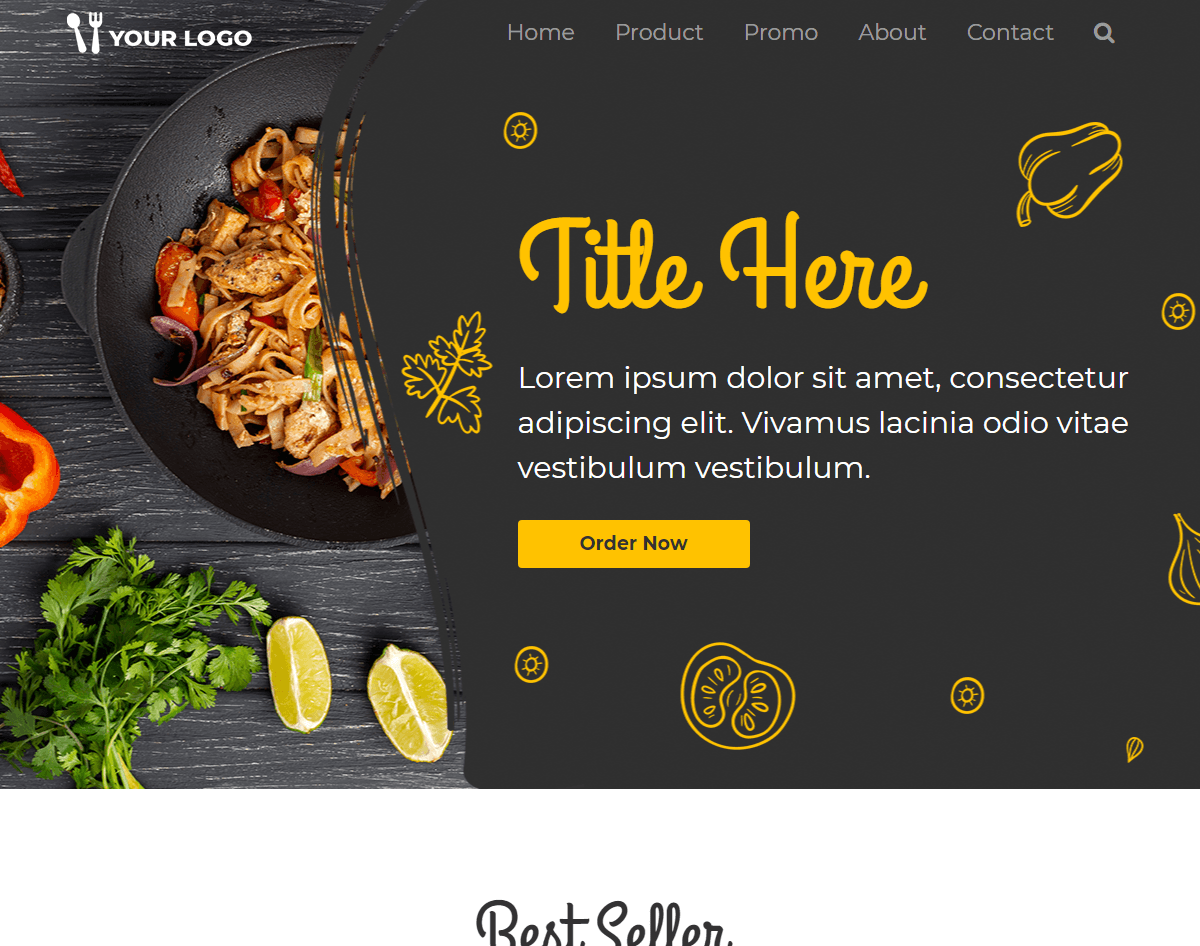 YOUR LOGO
Home Product Promo About Contact
Title Here
Lorem ipsum dolor sit amet, consectetur
adipiscing elit. Vivamus lacinia odio vitae
vestibulum vestibulum.
Order Now
Best Seller